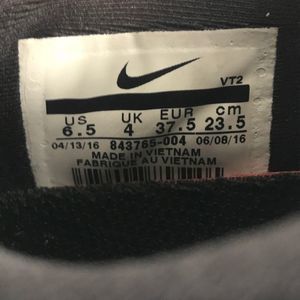 VT2
US UK EUR cm
6.5 4 37.5 23.5
04/13/16 843765-004 06/08/16
MADE IN VIETNAM
FABRIQUE AU VIETNAM